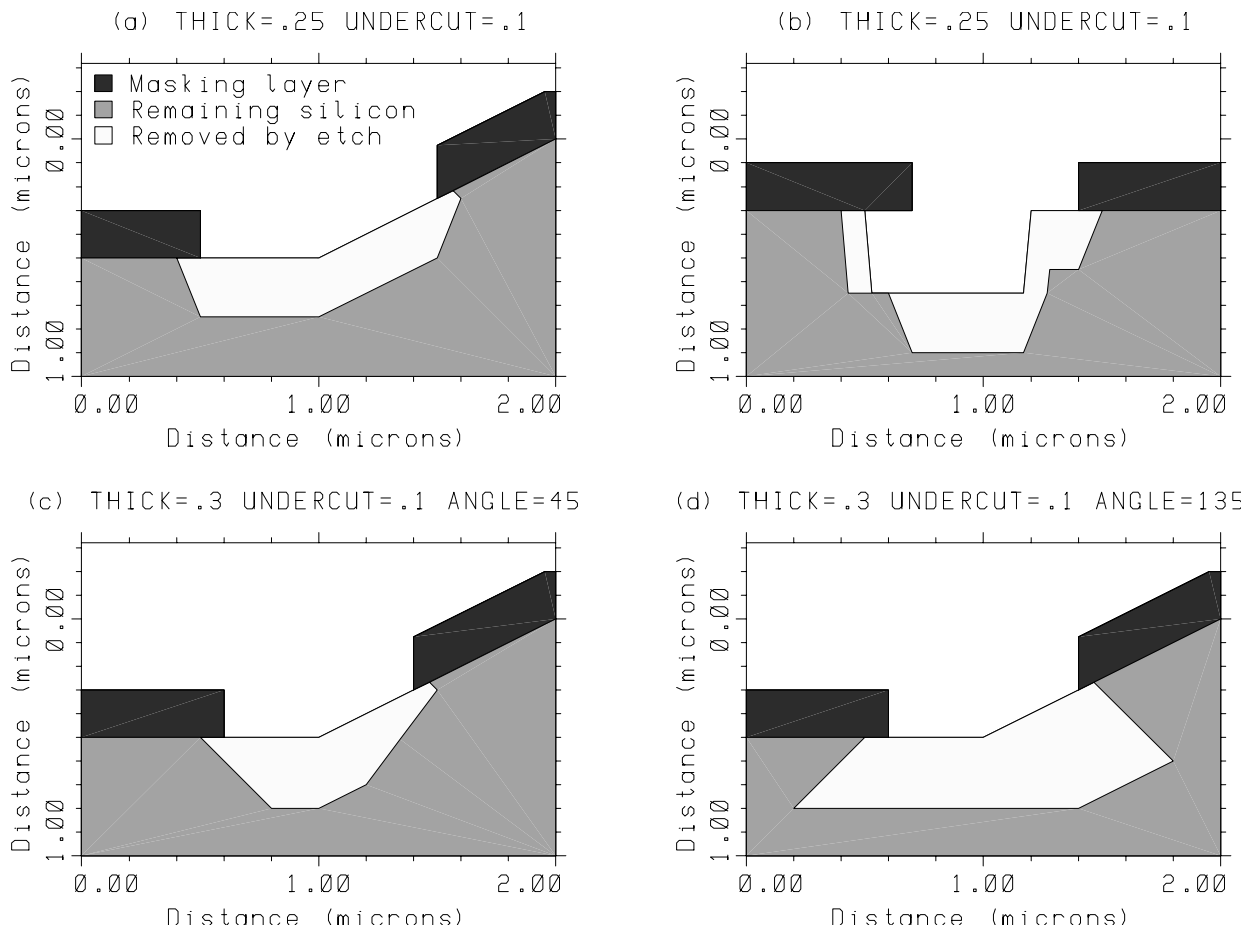 (a) THICK=.25 UNDERCUT=.1
Masking layer
Remaining silicon
Removed by etch
Distance (microns)
0.00
1.00
0.00 1.00 2.00
Distance (microns)
(b) THICK=.25 UNDERCUT=.1
Distance (microns)
0.00
1.00
0.00 1.00 2.00
Distance (microns)
(c) THICK=.3 UNDERCUT=.1 ANGLE=45
Distance (microns)
0.00
1.00
0.00 1.00 2.00
Distance (microns)
(d) THICK=.3 UNDERCUT=.1 ANGLE=135
Distance (microns)
0.00
1.00
0.00 1.00 2.00
Distance (microns)